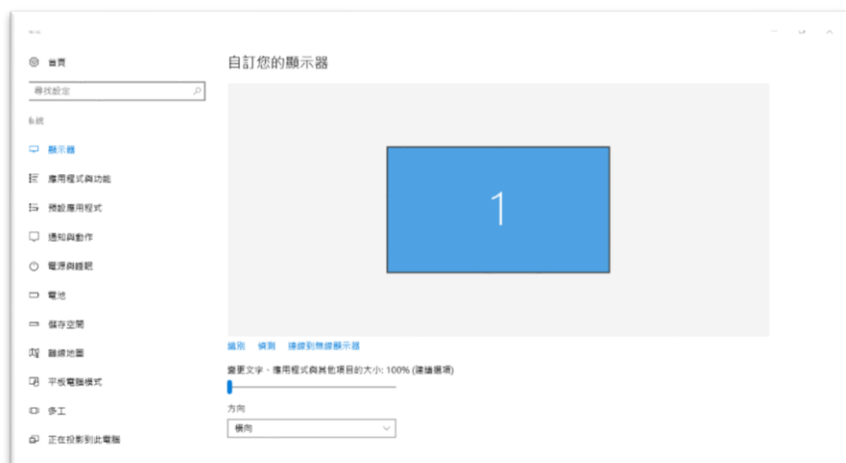 設定
首頁
尋找設定
系統
顯示器
應用程式與功能
預設應用程式
通知與動作
電源與睡眠
電池
儲存空間
離線地圖
平板電腦模式
多工
正在投影到此電腦
自訂您的顯示器
1
識別 偵測 連線到無線顯示器
變更文字、應用程式與其他項目的大小: 100% (建議選項)
方向
橫向